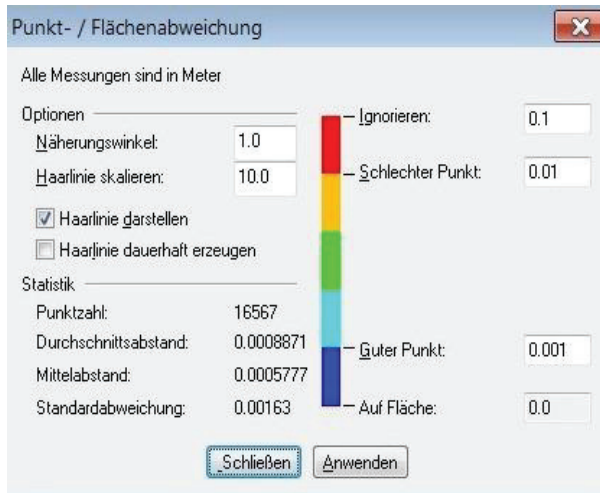 Punkt- / Flächenabweichung
Alle Messungen sind in Meter
Optionen
Näherungswinkel: 1.0
Haarlinie skalieren: 10.0
Haarlinie darstellen
Haarlinie dauerhaft erzeugen
Statistik
Punktzahl: 16567
Durchschnittsabstand: 0.0008871
Mittelabstand: 0.0005777
Standardabweichung: 0.00163
Ignorieren: 0.1
Schlechter Punkt: 0.01
Guter Punkt: 0.001
Auf Fläche: 0.0
Schließen Anwenden